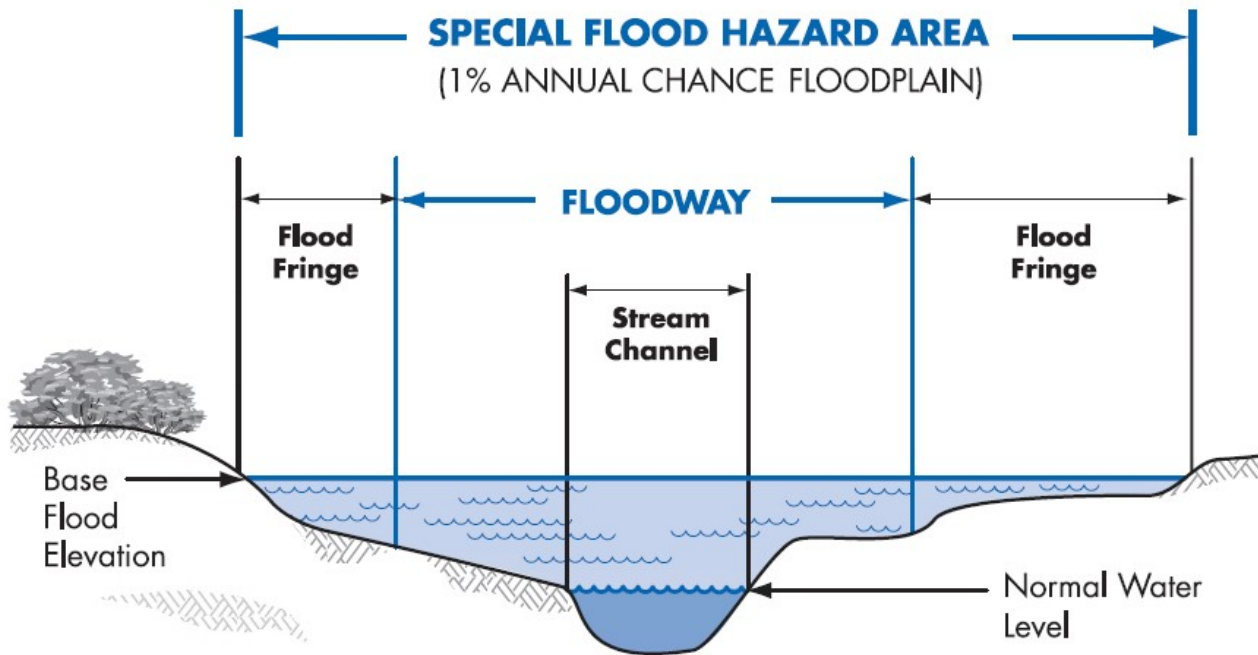 SPECIAL FLOOD HAZARD AREA
(1% ANNUAL CHANCE FLOODPLAIN)
FLOODWAY
Flood
Fringe
Flood
Fringe
Stream
Channel
Base
Flood
Elevation
Normal Water
Level